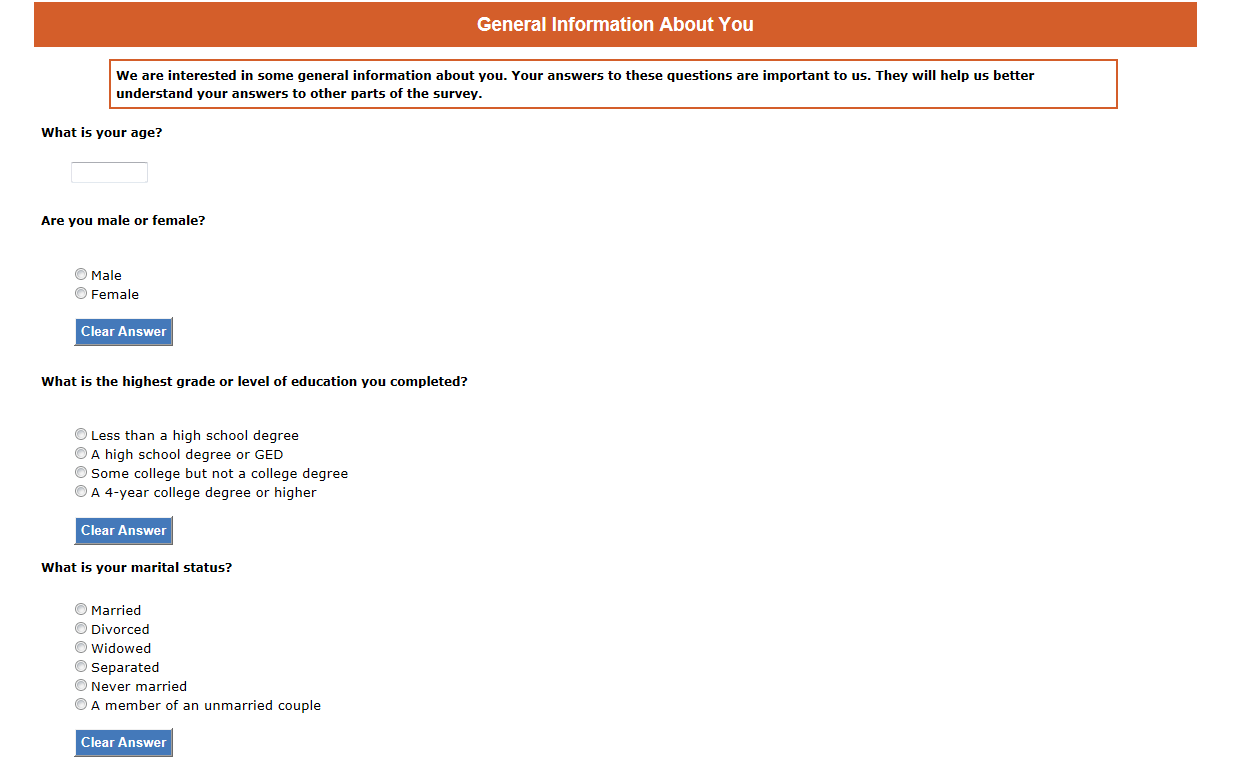 General Information About You
We are interested in some general information about you. Your answers to these questions are important to us. They will help us better
understand your answers to other parts of the survey.
What is your age?
Are you male or female?
Male
Female
Clear Answer
What is the highest grade or level of education you completed?
Less than a high school degree
A high school degree or GED
Some college but not a college degree
A 4-year college degree or higher
Clear Answer
What is your marital status?
Married
Divorced
Widowed
Separated
Never married
A member of an unmarried couple
Clear Answer